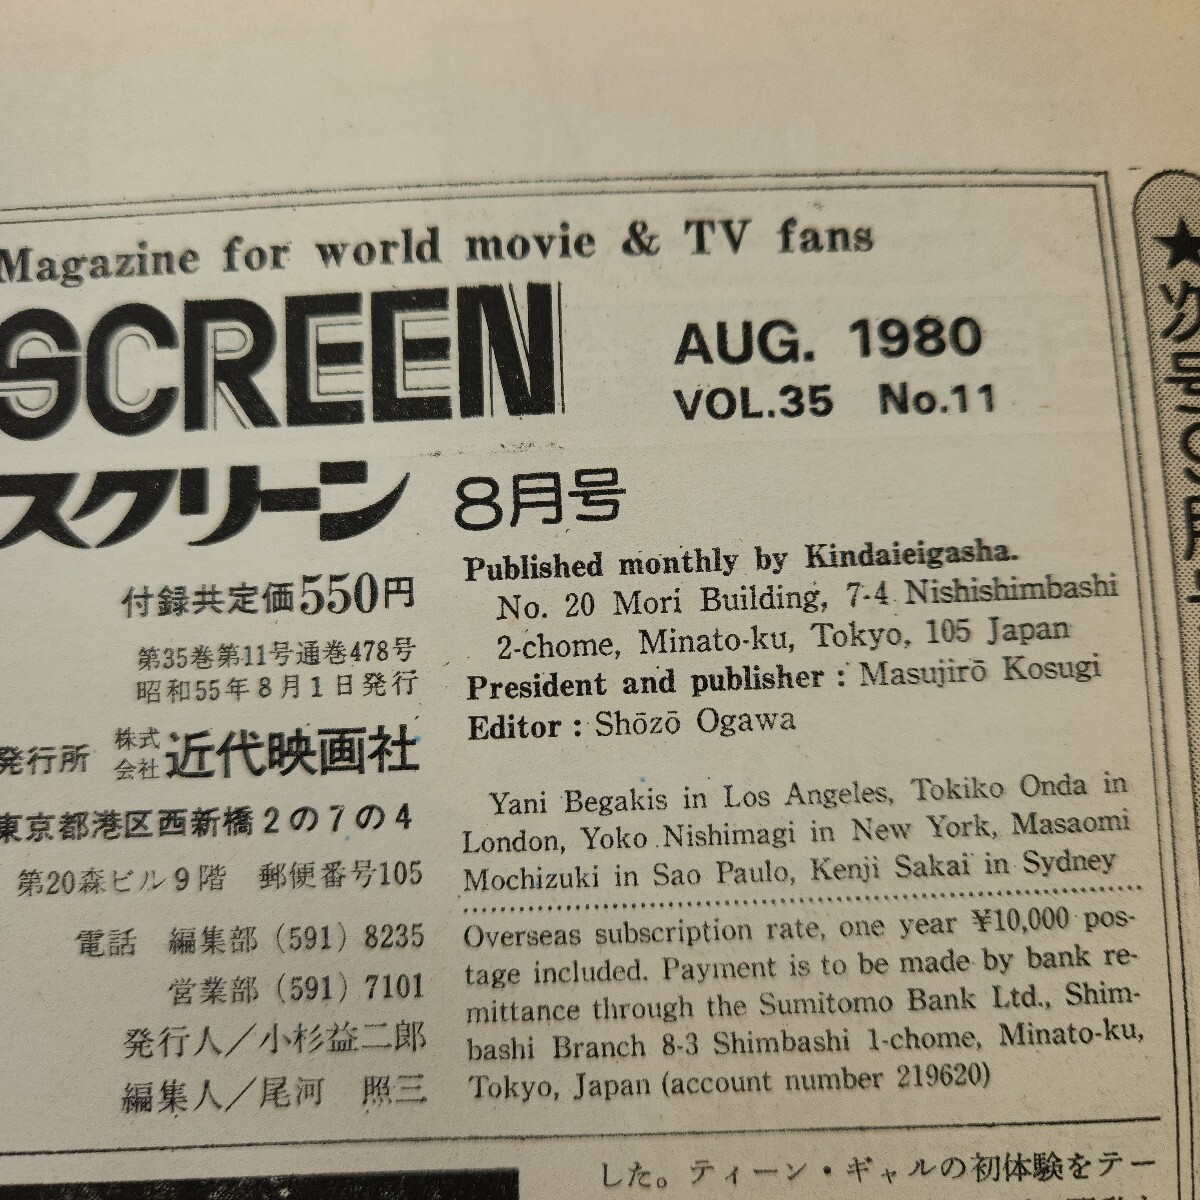 Magazine for world movie & TV fans
SCREEN
AUG. 1980
VOL.35 No.11
スクリーン
8月号
付録共定価550円
第35巻第11号通巻478号
昭和55年8月1日発行
発行所 株式会社 近代映画社
東京都港区西新橋2の7の4
第20森ビル9階 郵便番号105
電話 編集部 (591) 8235
営業部 (591) 7101
発行人/小杉益二郎
編集人/尾河 照三
Published monthly by Kindaieigasha.
No. 20 Mori Building, 7-4 Nishishimbashi
2-chome, Minato-ku, Tokyo, 105 Japan
President and publisher : Masujirō Kosugi
Editor : Shōzō Ogawa
Yani Begakis in Los Angeles, Tokiko Onda in
London, Yoko Nishimagi in New York, Masaomi
Mochizuki in Sao Paulo, Kenji Sakai in Sydney
Overseas subscription rate, one year ¥10,000 pos-
tage included. Payment is to be made by bank re-
mittance through the Sumitomo Bank Ltd., Shim-
bashi Branch 8-3 Shimbashi 1-chome, Minato-ku,
Tokyo, Japan (account number 219620)
★次号9月
した。ティーン・ギャルの初体験をテー